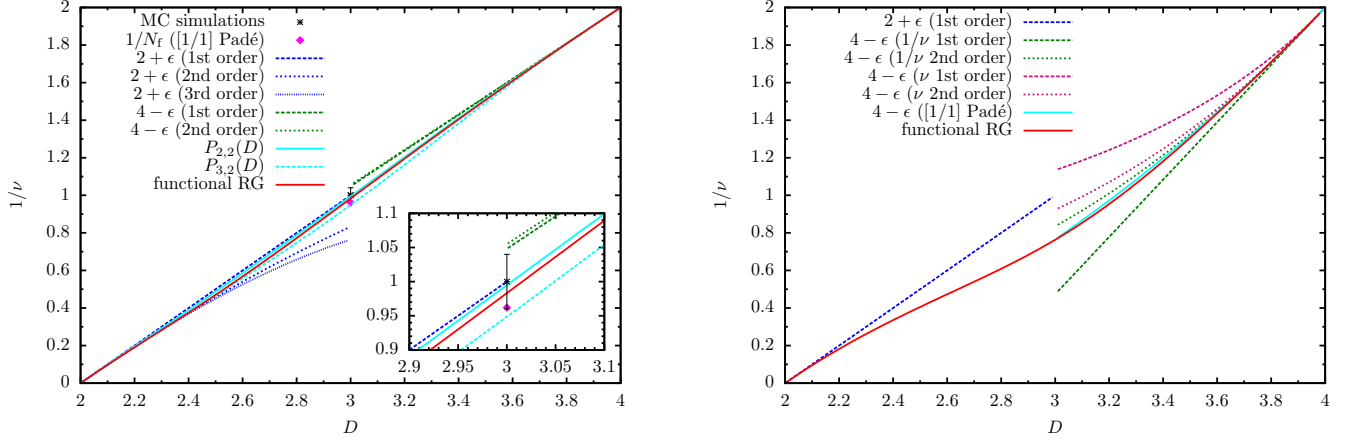 MC simulations
1/N_f ([1/1] Padé)
2 + ϵ (1st order)
2 + ϵ (2nd order)
2 + ϵ (3rd order)
4 − ϵ (1st order)
4 − ϵ (2nd order)
P_{2,2}(D)
P_{3,2}(D)
functional RG
2
1.8
1.6
1.4
1.2
1
0.8
0.6
0.4
0.2
0
1/ν
2 2.2 2.4 2.6 2.8 3 3.2 3.4 3.6 3.8 4
D
1.1
1.05
1
0.95
0.9
2.9 2.95 3 3.05 3.1
2 + ϵ (1st order)
4 − ϵ (1/ν 1st order)
4 − ϵ (1/ν 2nd order)
4 − ϵ (ν 1st order)
4 − ϵ (ν 2nd order)
4 − ϵ ([1/1] Padé)
functional RG
2
1.8
1.6
1.4
1.2
1
0.8
0.6
0.4
0.2
0
1/ν
2 2.2 2.4 2.6 2.8 3 3.2 3.4 3.6 3.8 4
D